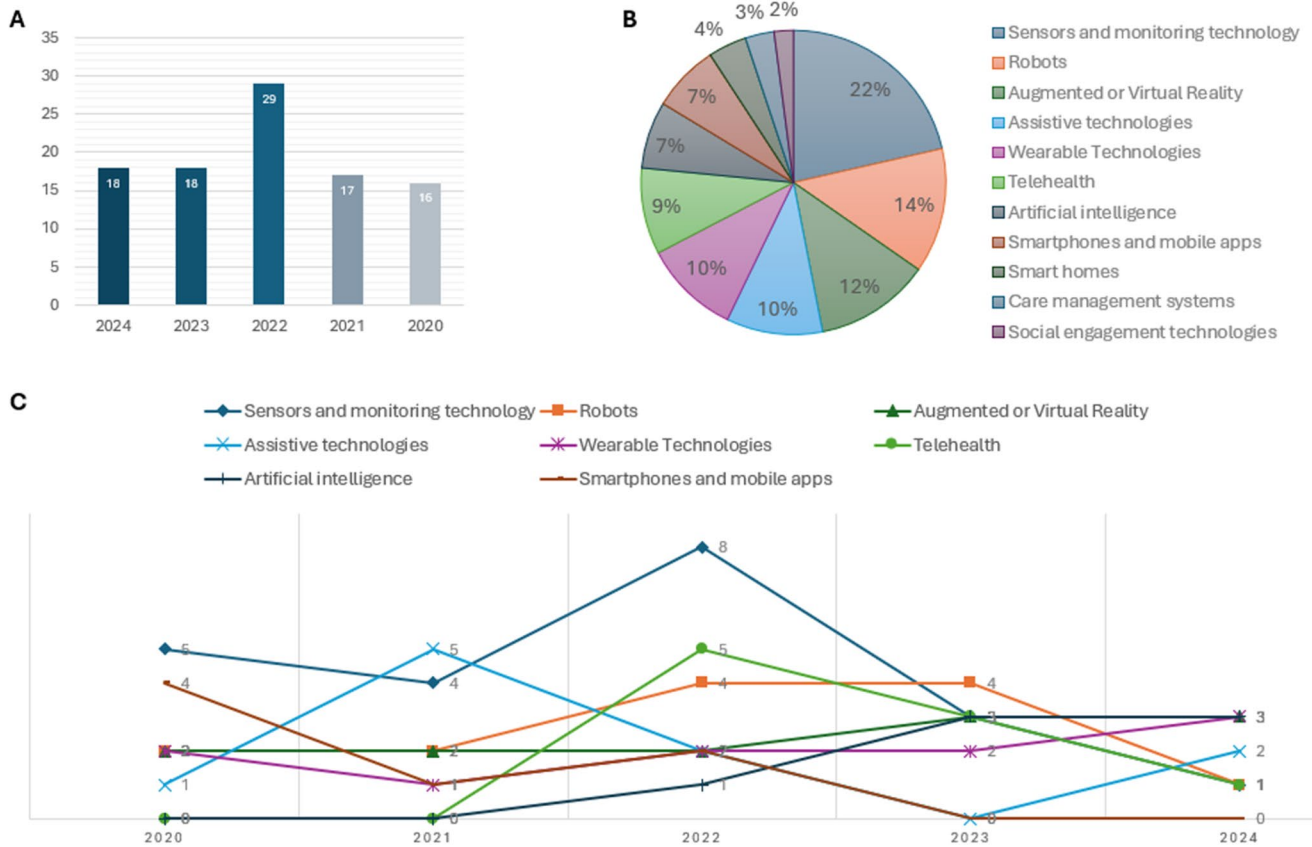 A
35
30
25
20
15
10
5
0
18
18
29
17
16
2024 2023 2022 2021 2020
B
22%
14%
12%
10%
10%
9%
7%
7%
4%
3%
2%
Sensors and monitoring technology
Robots
Augmented or Virtual Reality
Assistive technologies
Wearable Technologies
Telehealth
Artificial intelligence
Smartphones and mobile apps
Smart homes
Care management systems
Social engagement technologies
C
Sensors and monitoring technology Robots Augmented or Virtual Reality
Assistive technologies Wearable Technologies Telehealth
Artificial intelligence Smartphones and mobile apps
8
5 5 5
4 4 4 4
3 3
2 2 2 2 2
1 1 1 1
0 0 0 0
2020 2021 2022 2023 2024